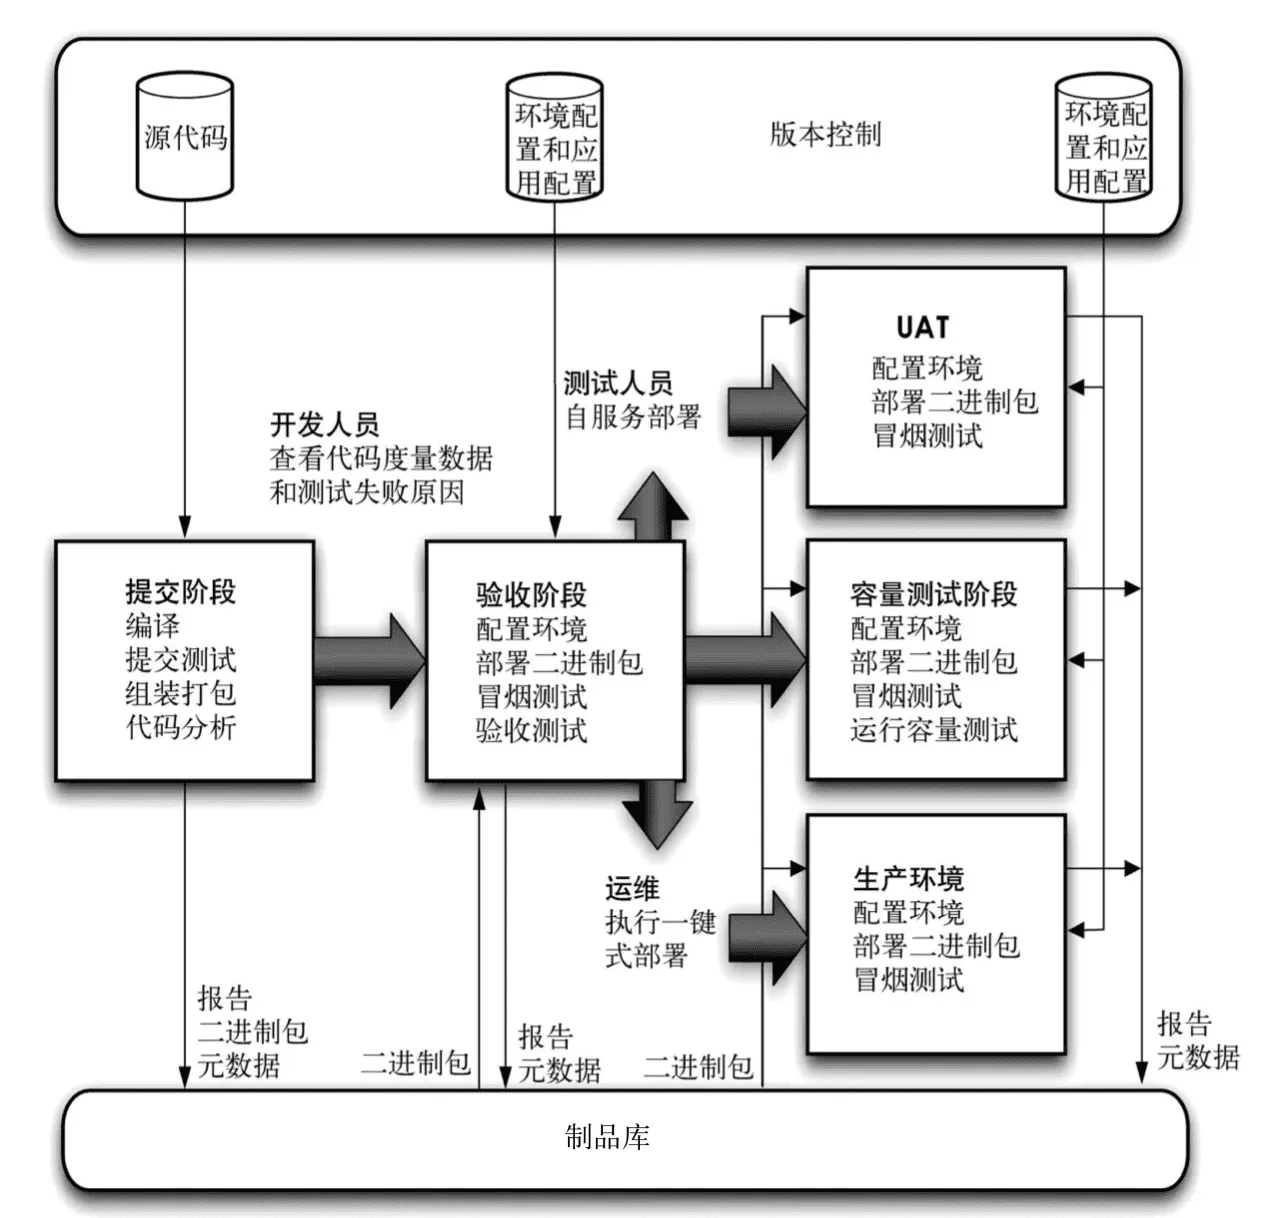 源代码
环境配
置和应
用配置
版本控制
环境配
置和应
用配置
UAT
配置环境
部署二进制包
冒烟测试
测试人员
自服务部署
开发人员
查看代码度量数据
和测试失败原因
提交阶段
编译
提交测试
组装打包
代码分析
验收阶段
配置环境
部署二进制包
冒烟测试
验收测试
容量测试阶段
配置环境
部署二进制包
冒烟测试
运行容量测试
运维
执行一键
式部署
生产环境
配置环境
部署二进制包
冒烟测试
报告
二进制包
元数据
二进制包
报告
元数据
二进制包
报告
元数据
制品库